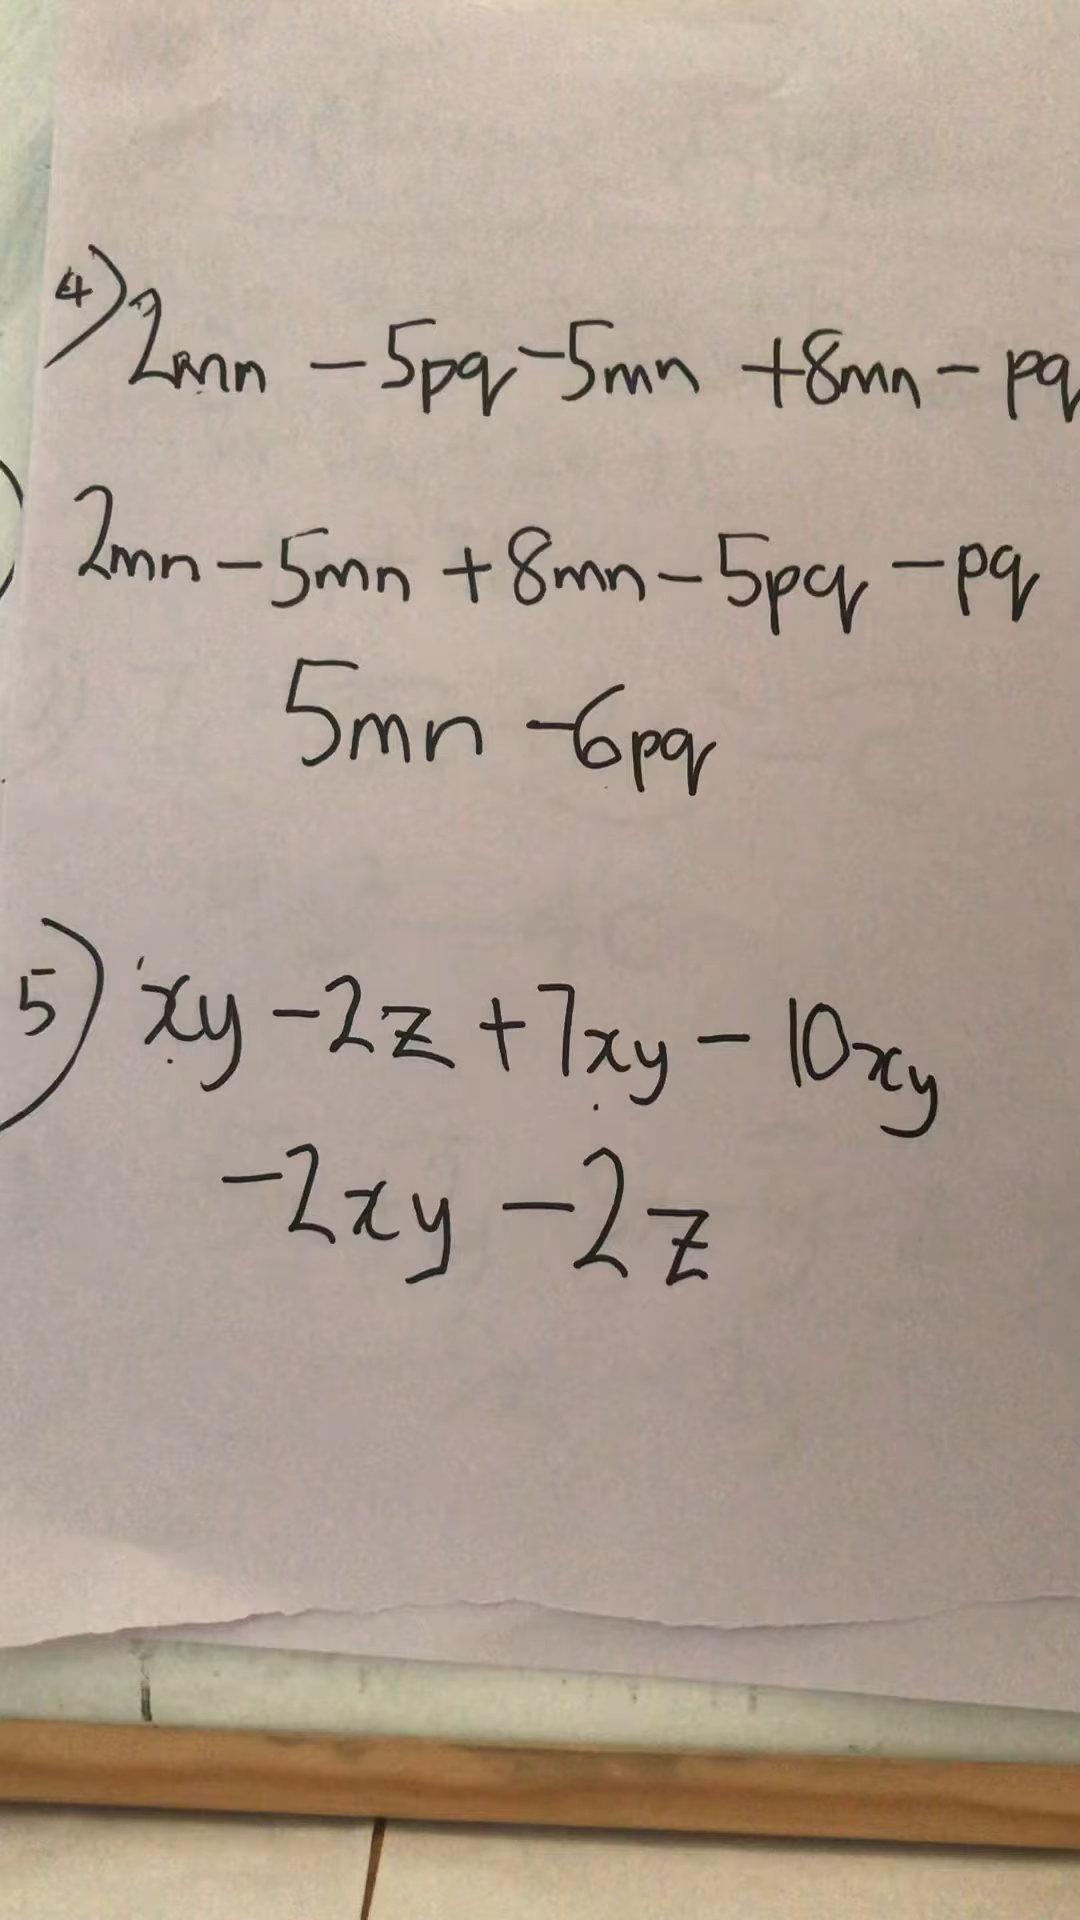 4) 2mn - 5pq - 5mn + 8mn - pq
2mn - 5mn + 8mn - 5pq - pq
5mn - 6pq
5) xy - 2z + 7xy - 10xy
-2xy - 2z